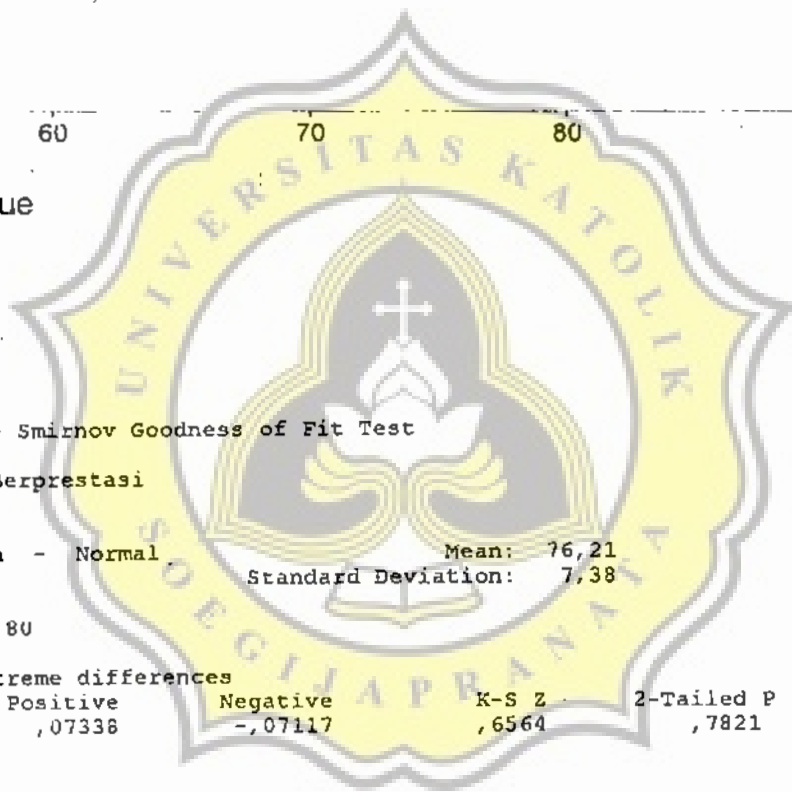 60 70 80
ue
Smirnov Goodness of Fit Test
Berprestasi
n - Normal Mean: 76,21
Standard Deviation: 7,38
80
treme differences
Positive Negative K-S Z 2-Tailed P
,07338 -,07117 ,6564 ,7821
UNIVERSITAS KATOLIK
SOEGIJAPRANATA